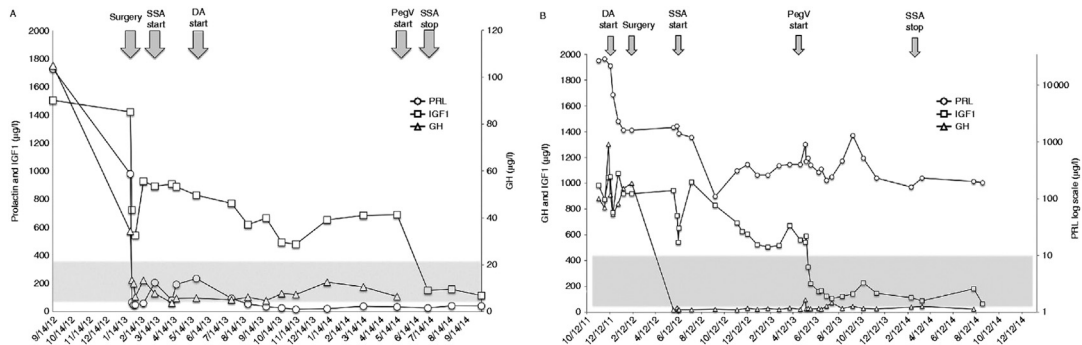 A
Surgery
SSA
start
DA
start
PegV
start
SSA
stop
2000
1800
1600
1400
1200
1000
800
600
400
200
0
Prolactin and IGF1 (µg/l)
120
100
80
60
40
20
0
GH (µg/l)
PRL
IGF1
GH
9/14/12
10/14/12
11/14/12
12/14/12
1/14/13
2/14/13
3/14/13
4/14/13
5/14/13
6/14/13
7/14/13
8/14/13
9/14/13
10/14/13
11/14/13
12/14/13
1/14/14
2/14/14
3/14/14
4/14/14
5/14/14
6/14/14
7/14/14
8/14/14
9/14/14
B
DA
start
Surgery
SSA
start
PegV
start
SSA
stop
2000
1800
1600
1400
1200
1000
800
600
400
200
0
GH and IGF1 (µg/l)
10000
1000
100
10
1
PRL log scale (µg/l)
PRL
IGF1
GH
10/12/11
12/12/11
2/12/12
4/12/12
6/12/12
8/12/12
10/12/12
12/12/12
2/12/13
4/12/13
6/12/13
8/12/13
10/12/13
12/12/13
2/12/14
4/12/14
6/12/14
8/12/14
10/12/14
12/12/14